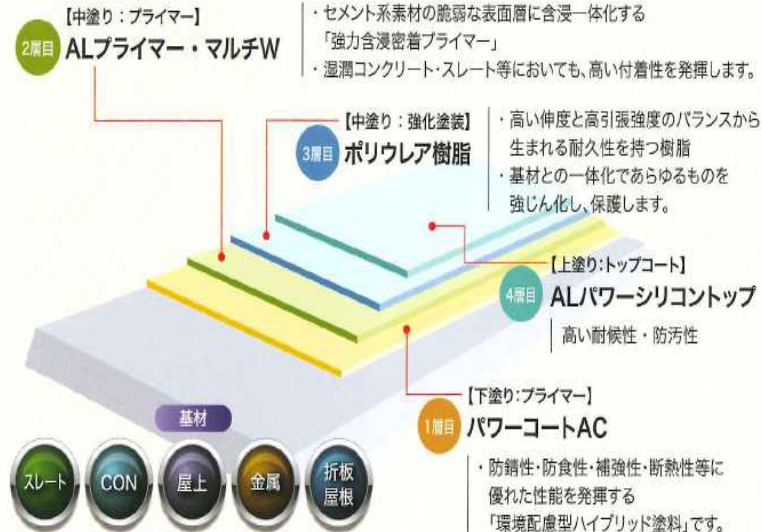 【中塗り：プライマー】
2層目 ALプライマー・マルチW
・セメント系素材の脆弱な表面層に含浸一体化する
「強力含浸密着プライマー」
・湿潤コンクリート・スレート等においても、高い付着性を発揮します。
【中塗り：強化塗装】
3層目 ポリウレア樹脂
・高い伸度と高引張強度のバランスから
生まれる耐久性を持つ樹脂
・基材との一体化であらゆるものを
強じん化し、保護します。
【上塗り：トップコート】
4層目 ALパワーシリコントップ
高い耐候性・防汚性
【下塗り：プライマー】
1層目 パワーコートAC
・防錆性・防食性・補強性・断熱性等に
優れた性能を発揮する
「環境配慮型ハイブリッド塗料」です。
基材
スレート
CON
屋上
金属
折板
屋根